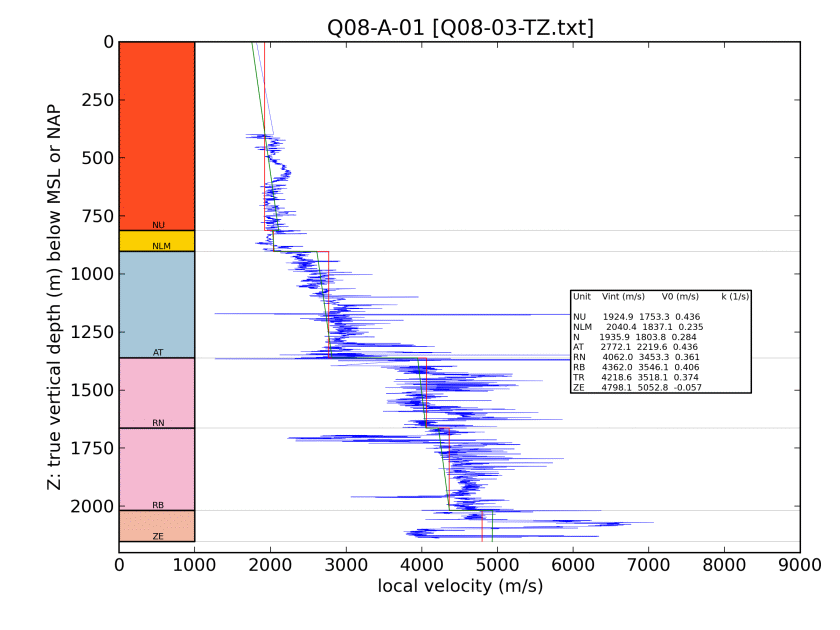 Q08-A-01 [Q08-03-TZ.txt]
Z: true vertical depth (m) below MSL or NAP
0
250
500
750
1000
1250
1500
1750
2000
NU
NLM
AT
RN
RB
ZE
Unit Vint (m/s) V0 (m/s) k (1/s)
NU 1924.9 1753.3 0.436
NLM 2040.4 1837.1 0.235
N 1935.9 1803.8 0.284
AT 2772.1 2219.6 0.436
RN 4062.0 3453.3 0.361
RB 4362.0 3546.1 0.406
TR 4218.6 3518.1 0.374
ZE 4798.1 5052.8 -0.057
0 1000 2000 3000 4000 5000 6000 7000 8000 9000
local velocity (m/s)